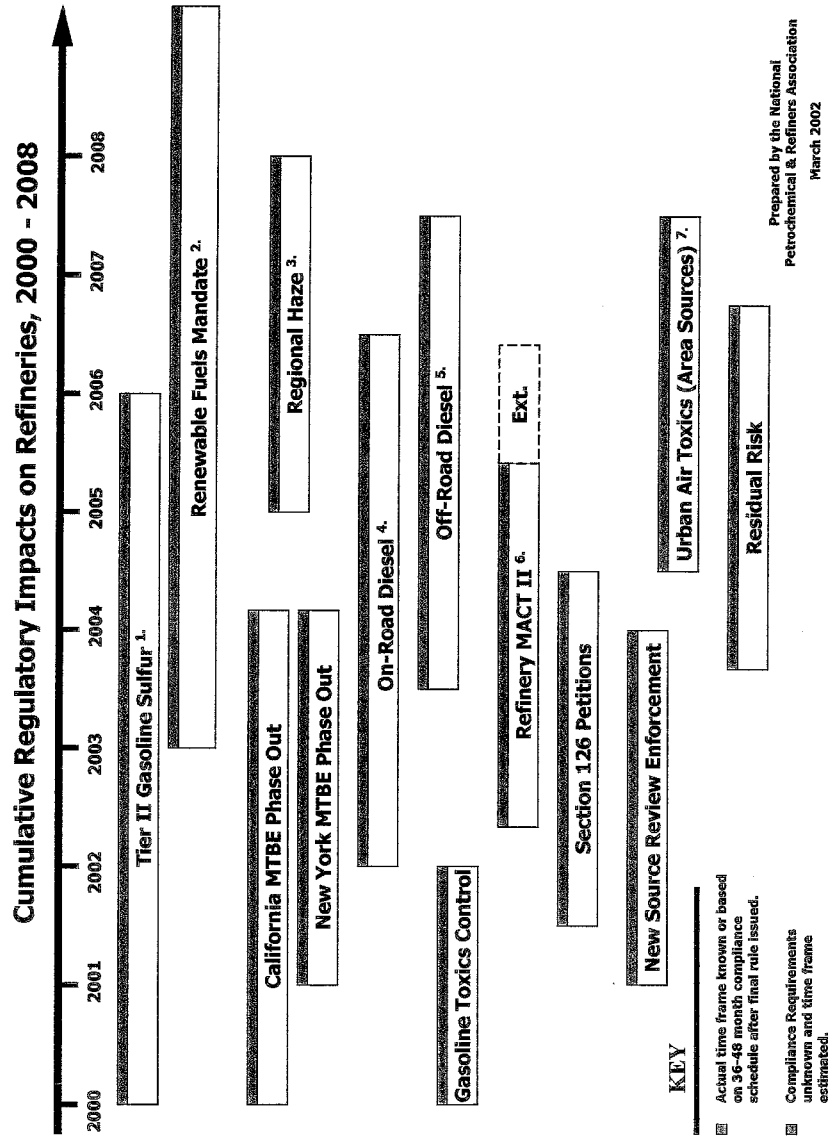 Cumulative Regulatory Impacts on Refineries, 2000 - 2008
2000 2001 2002 2003 2004 2005 2006 2007 2008
Tier II Gasoline Sulfur 1.
Renewable Fuels Mandate 2.
California MTBE Phase Out
Regional Haze 3.
New York MTBE Phase Out
On-Road Diesel 4.
Off-Road Diesel 5.
Gasoline Toxics Control
Refinery MACT II 6.
Ext.
Section 126 Petitions
New Source Review Enforcement
Urban Air Toxics (Area Sources) 7.
Residual Risk
KEY
Actual time frame known or based
on 36-48 month compliance
schedule after final rule issued.
Compliance Requirements
unknown and time frame
estimated.
Prepared by the National
Petrochemical & Refiners Association
March 2002